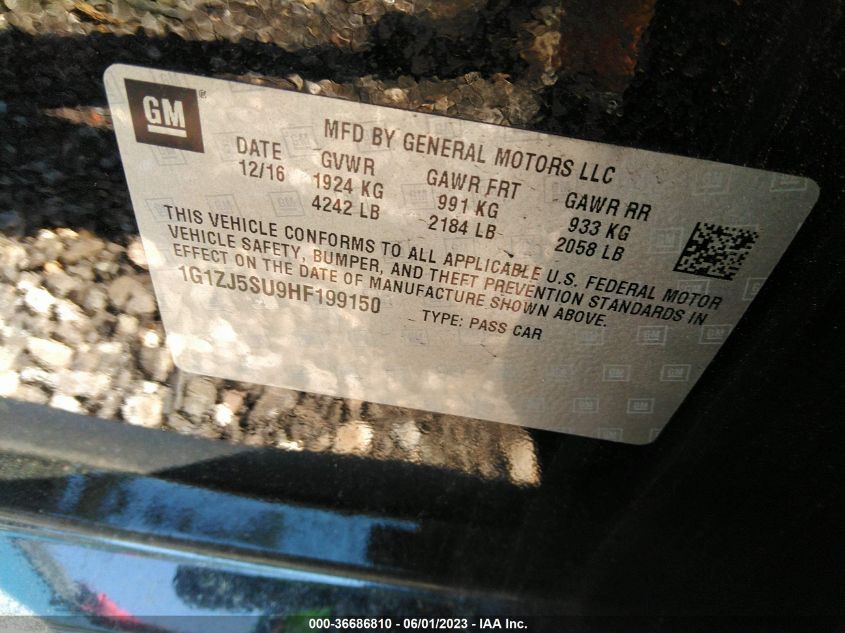 GM ®
MFD BY GENERAL MOTORS LLC
DATE GVWR GAWR FRT GAWR RR
12/16 1924 KG 991 KG 933 KG
4242 LB 2184 LB 2058 LB
THIS VEHICLE CONFORMS TO ALL APPLICABLE U.S. FEDERAL MOTOR
VEHICLE SAFETY, BUMPER, AND THEFT PREVENTION STANDARDS IN
EFFECT ON THE DATE OF MANUFACTURE SHOWN ABOVE.
1G1ZJ5SU9HF199150 TYPE: PASS CAR
000-36686810 - 06/01/2023 - IAA Inc.